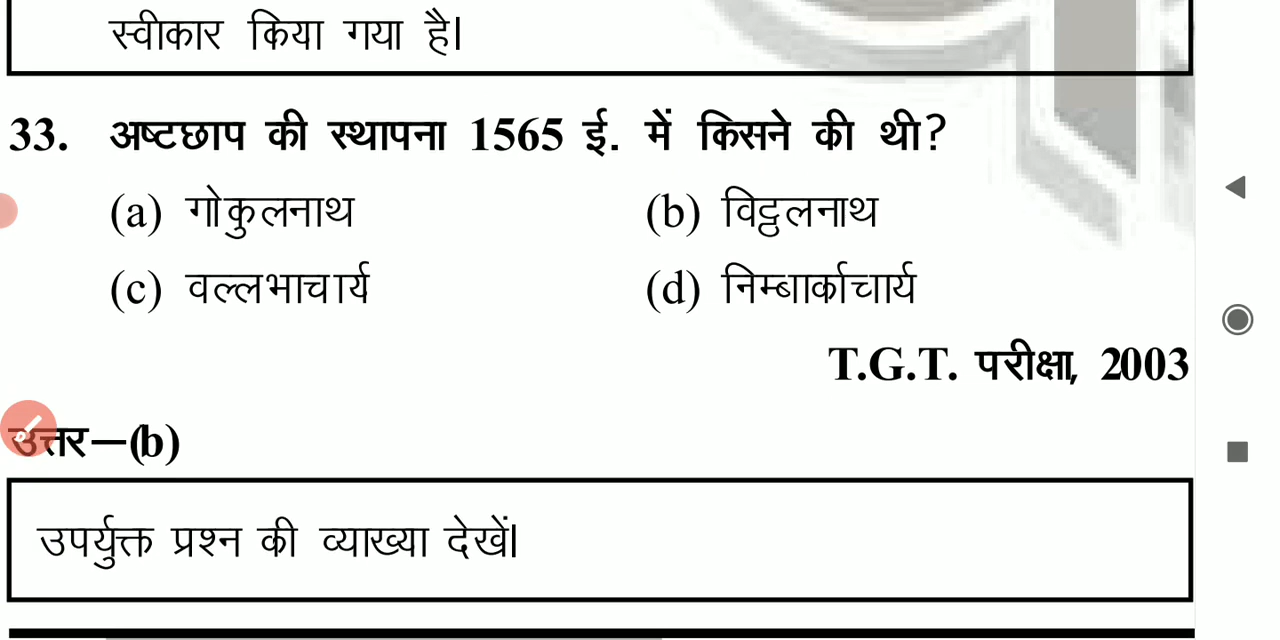 स्वीकार किया गया है।
33. अष्टछाप की स्थापना 1565 ई. में किसने की थी?
(a) गोकुलनाथ (b) विट्ठलनाथ
(c) वल्लभाचार्य (d) निम्बार्काचार्य
T.G.T. परीक्षा, 2003
उत्तर—(b)
उपर्युक्त प्रश्न की व्याख्या देखें।